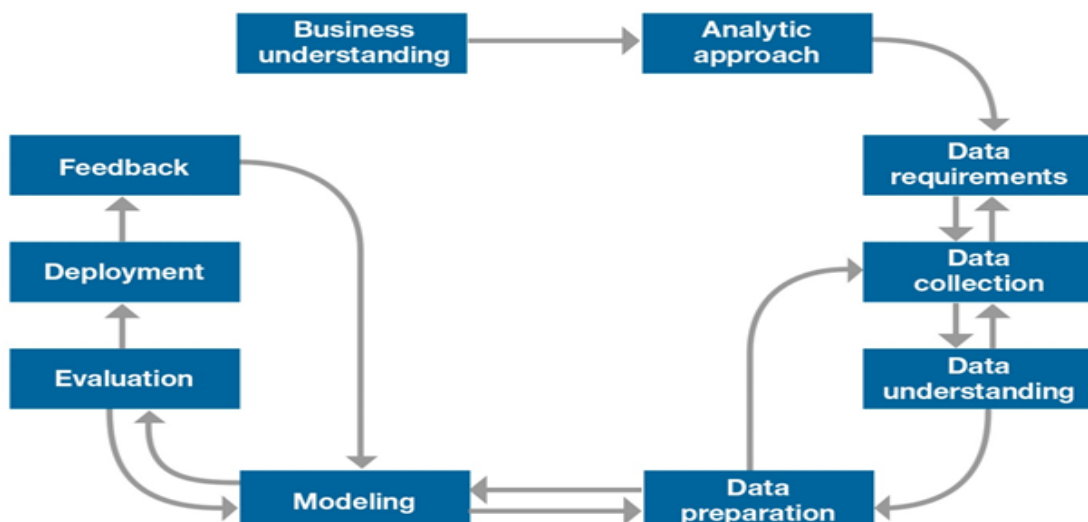 Business
understanding
Analytic
approach
Feedback
Data
requirements
Deployment
Data
collection
Evaluation
Data
understanding
Modeling
Data
preparation